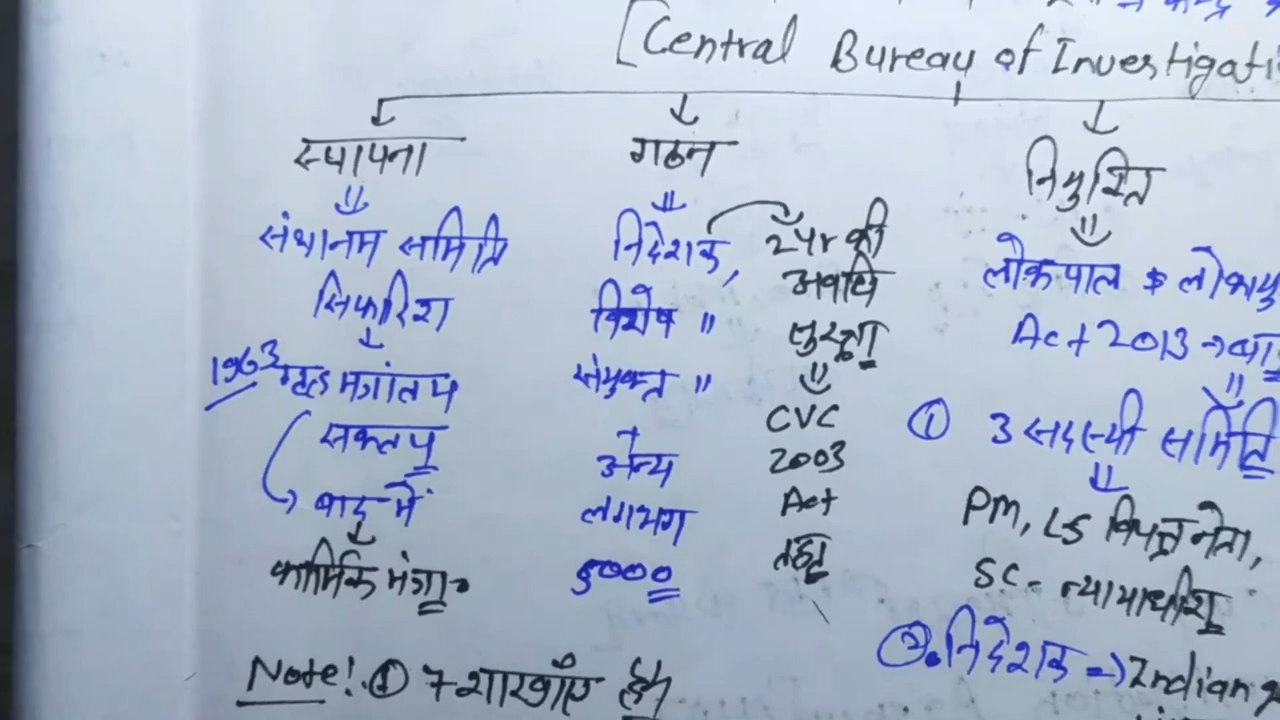 [Central Bureau of Investigati
स्थापना
संथानम समिति
सिफारिश
1963 गृह मंत्रालय
संकल्प
बाद में
कार्मिक मंत्रा॰
गठन
निदेशक,
विशेष "
संयुक्त "
+
अन्य
लगभग
5000
2 yr की
अवधि
सुरक्षा
CVC
2003
Act
तहत
नियुक्ति
लोकपाल & लोकायु
Act 2013 → बा
① 3 सदस्यी समिति
PM, LS विपक्ष नेता,
SC - न्यायाधीश
②. निदेशक => Indian
Note! ① 7 शाखाएँ हैं।